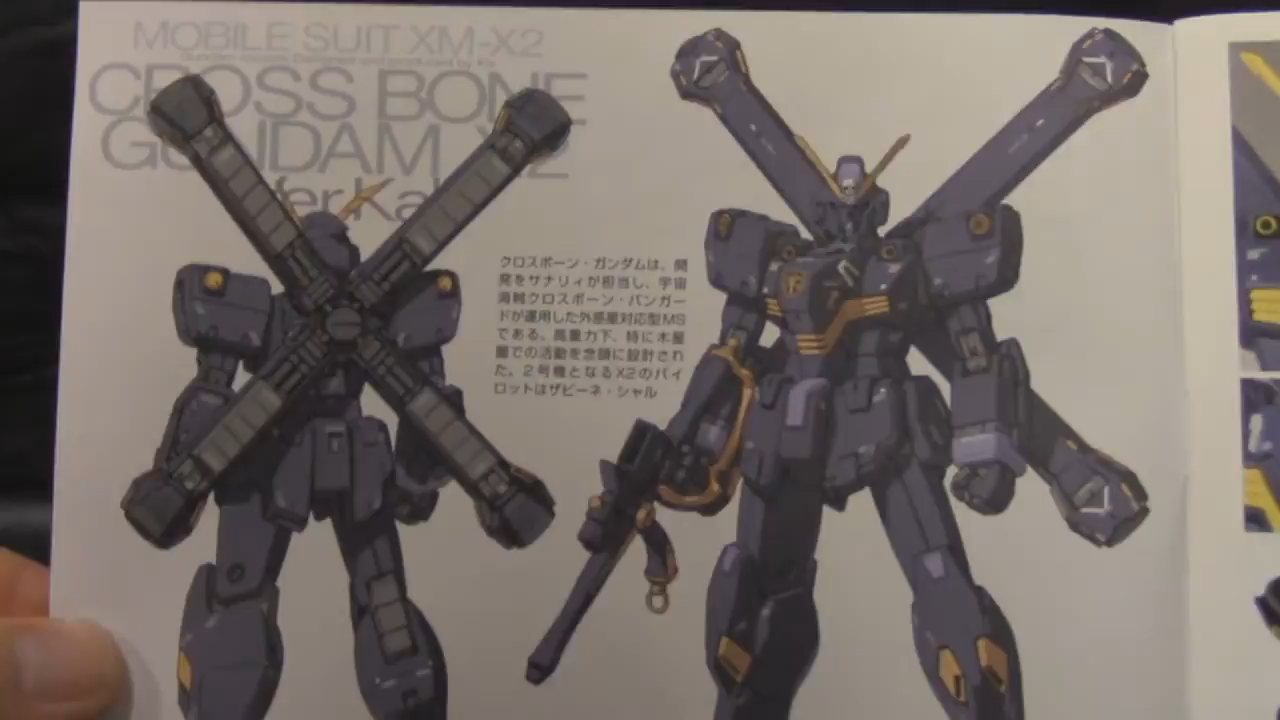 MOBILE SUIT XM-X2
CROSS BONE
GUNDAM X2
Ver.Ka
クロスボーン・ガンダムは、開
発をサナリィが担当し、宇宙
海賊クロスボーン・バンガー
ドが運用した外惑星対応型MS
である。高重力下、特に木星
圏での活動を念頭に設計され
た。2号機となるX2のパイ
ロットはザビーネ・シャル